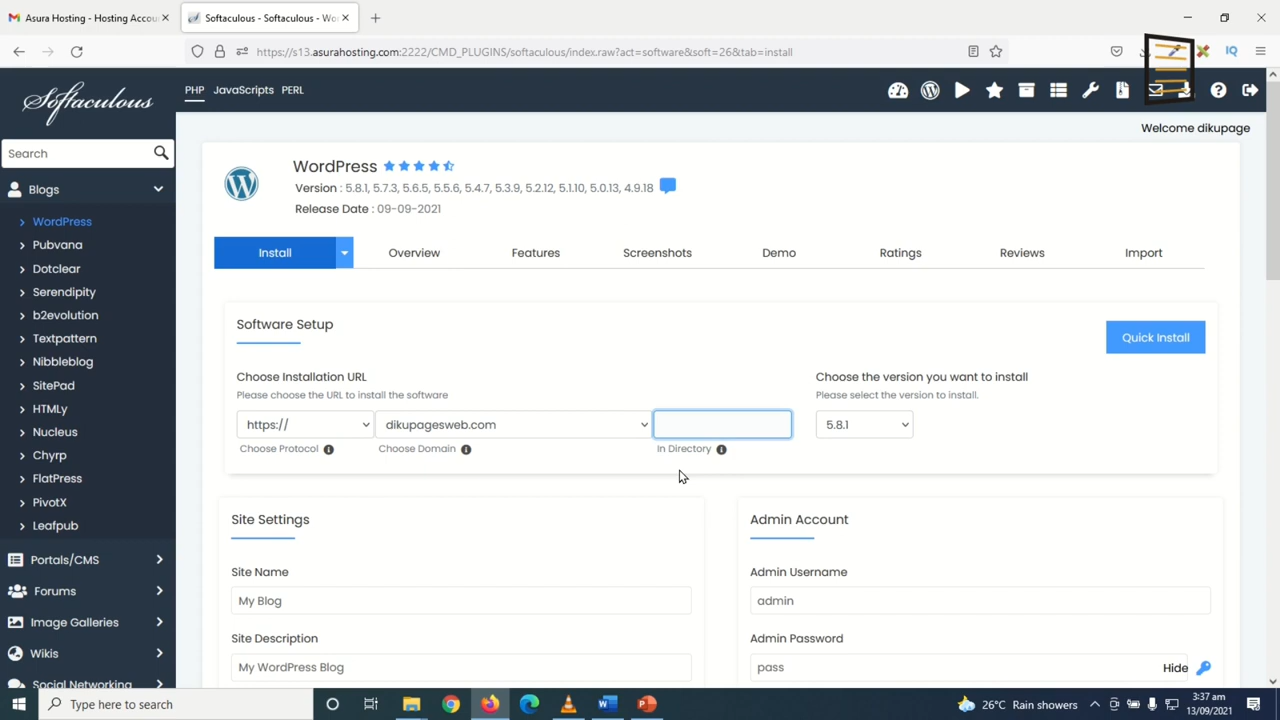 Asura Hosting - Hosting Accou
Softaculous - Softaculous - Wo
https://s13.asurahosting.com:2222/CMD_PLUGINS/softaculous/index.raw?act=software&soft=26&tab=install
IQ
Softaculous
PHP JavaScripts PERL
Welcome dikupage
Search
Blogs
WordPress
Pubvana
Dotclear
Serendipity
b2evolution
Textpattern
Nibbleblog
SitePad
HTMLy
Nucleus
Chyrp
FlatPress
PivotX
Leafpub
Portals/CMS
Forums
Image Galleries
Wikis
Social Networking
WordPress
Version : 5.8.1, 5.7.3, 5.6.5, 5.5.6, 5.4.7, 5.3.9, 5.2.12, 5.1.10, 5.0.13, 4.9.18
Release Date : 09-09-2021
Install Overview Features Screenshots Demo Ratings Reviews Import
Software Setup
Quick Install
Choose Installation URL
Please choose the URL to install the software
https:// dikupagesweb.com
Choose Protocol Choose Domain In Directory
Choose the version you want to install
Please select the version to install.
5.8.1
Site Settings
Site Name
My Blog
Site Description
My WordPress Blog
Admin Account
Admin Username
admin
Admin Password
pass
Hide
Type here to search
26°C Rain showers
3:37 am
13/09/2021